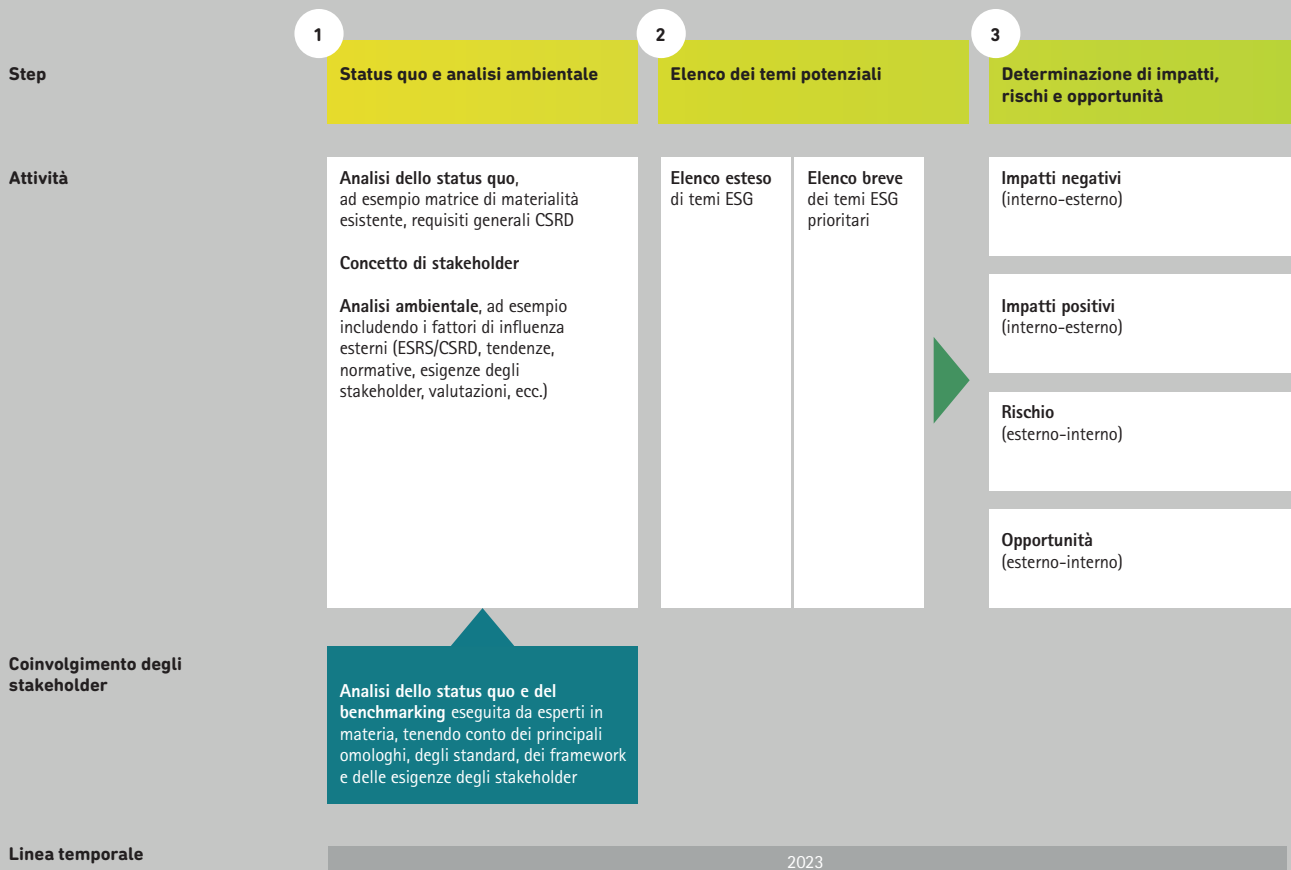 1
2
3
Step
Status quo e analisi ambientale
Elenco dei temi potenziali
Determinazione di impatti,
rischi e opportunità
Attività
Analisi dello status quo,
ad esempio matrice di materialità
esistente, requisiti generali CSRD
Concetto di stakeholder
Analisi ambientale, ad esempio
includendo i fattori di influenza
esterni (ESRS/CSRD, tendenze,
normative, esigenze degli
stakeholder, valutazioni, ecc.)
Elenco esteso
di temi ESG
Elenco breve
dei temi ESG
prioritari
Impatti negativi
(interno-esterno)
Impatti positivi
(interno-esterno)
Rischio
(esterno-interno)
Opportunità
(esterno-interno)
Coinvolgimento degli
stakeholder
Analisi dello status quo e del
benchmarking eseguita da esperti in
materia, tenendo conto dei principali
omologhi, degli standard, dei framework
e delle esigenze degli stakeholder
Linea temporale
2023